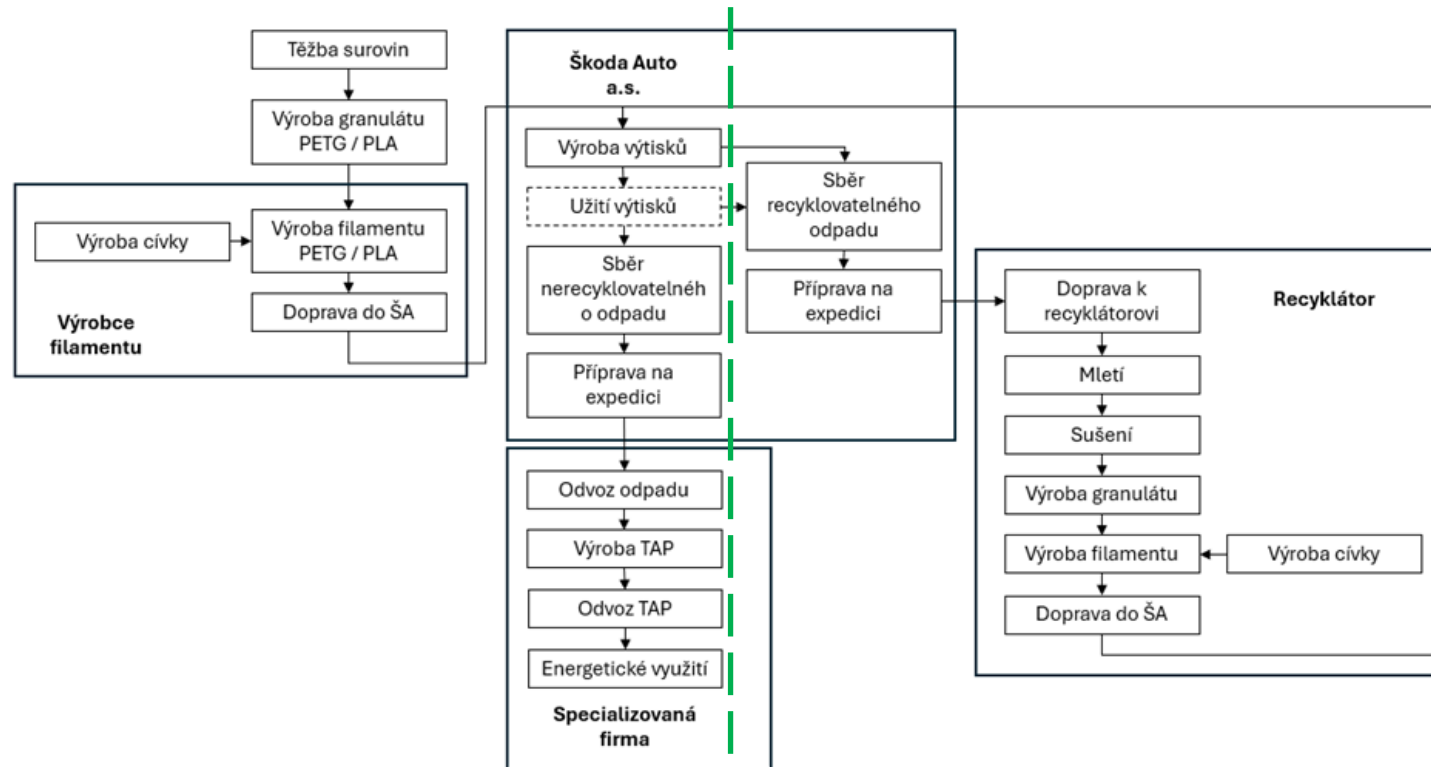 Těžba surovin
Výroba granulátu
PETG / PLA
Výroba cívky
Výroba filamentu
PETG / PLA
Doprava do ŠA
Výrobce
filamentu
Škoda Auto
a.s.
Výroba výtisků
Užití výtisků
Sběr
nerecyklovatelnéh
o odpadu
Příprava na
expedici
Sběr
recyklovatelného
odpadu
Příprava na
expedici
Odvoz odpadu
Výroba TAP
Odvoz TAP
Energetické využití
Specializovaná
firma
Doprava k
recyklátorovi
Recyklátor
Mletí
Sušení
Výroba granulátu
Výroba filamentu
Výroba cívky
Doprava do ŠA